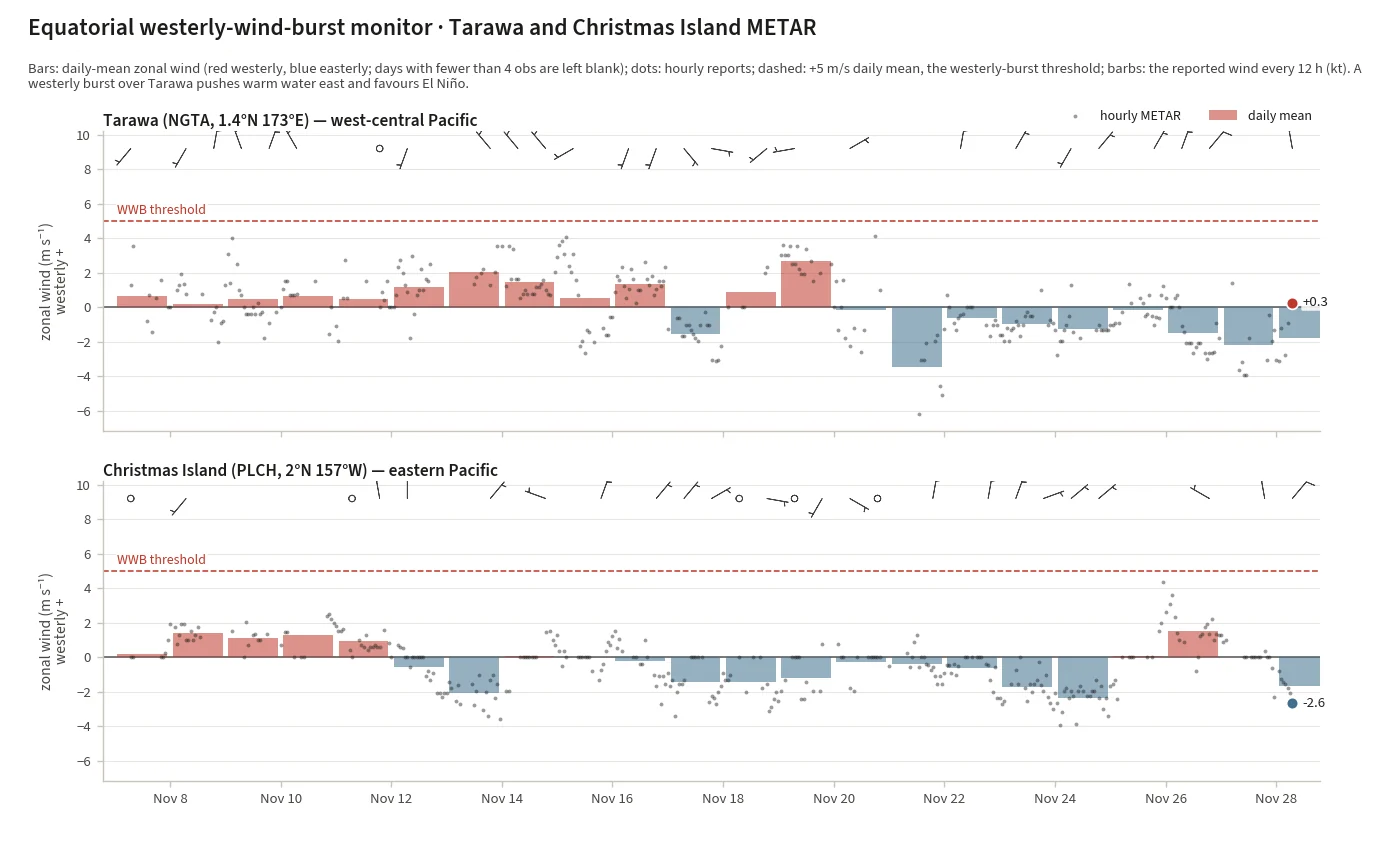 Equatorial westerly-wind-burst monitor · Tarawa and Christmas Island METAR
Bars: daily-mean zonal wind (red westerly, blue easterly; days with fewer than 4 obs are left blank); dots: hourly reports; dashed: +5 m/s daily mean, the westerly-burst threshold; barbs: the reported wind every 12 h (kt). A
westerly burst over Tarawa pushes warm water east and favours El Niño.
Tarawa (NGTA, 1.4°N 173°E) — west-central Pacific
hourly METAR
daily mean
10
8
6
4
2
0
−2
−4
−6
WWB threshold
zonal wind (m s⁻¹)
westerly +
+0.3
Christmas Island (PLCH, 2°N 157°W) — eastern Pacific
10
8
6
4
2
0
−2
−4
−6
WWB threshold
zonal wind (m s⁻¹)
westerly +
-2.6
Nov 8
Nov 10
Nov 12
Nov 14
Nov 16
Nov 18
Nov 20
Nov 22
Nov 24
Nov 26
Nov 28